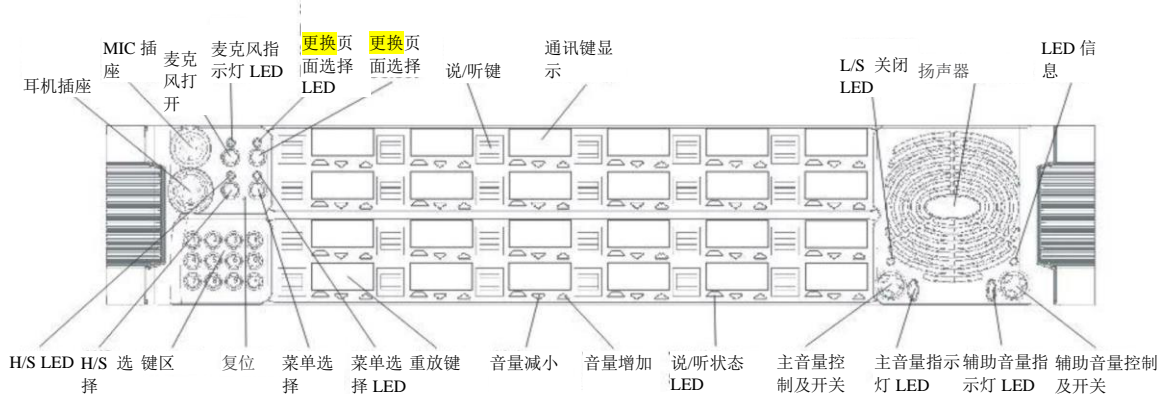 MIC 插
座
麦克
风打
开
麦克风指
示灯 LED
更换页
面选择
LED
更换页
面选择
说/听键
通讯键显
示
L/S 关闭
LED
扬声器
LED 信
息
耳机插座
H/S LED
H/S 选
择
键区
复位
菜单选
择
菜单选
择 LED
重放键
音量减小
音量增加
说/听状态
LED
主音量控
制及开关
主音量指示
灯 LED
辅助音量指
示灯 LED
辅助音量控制
及开关